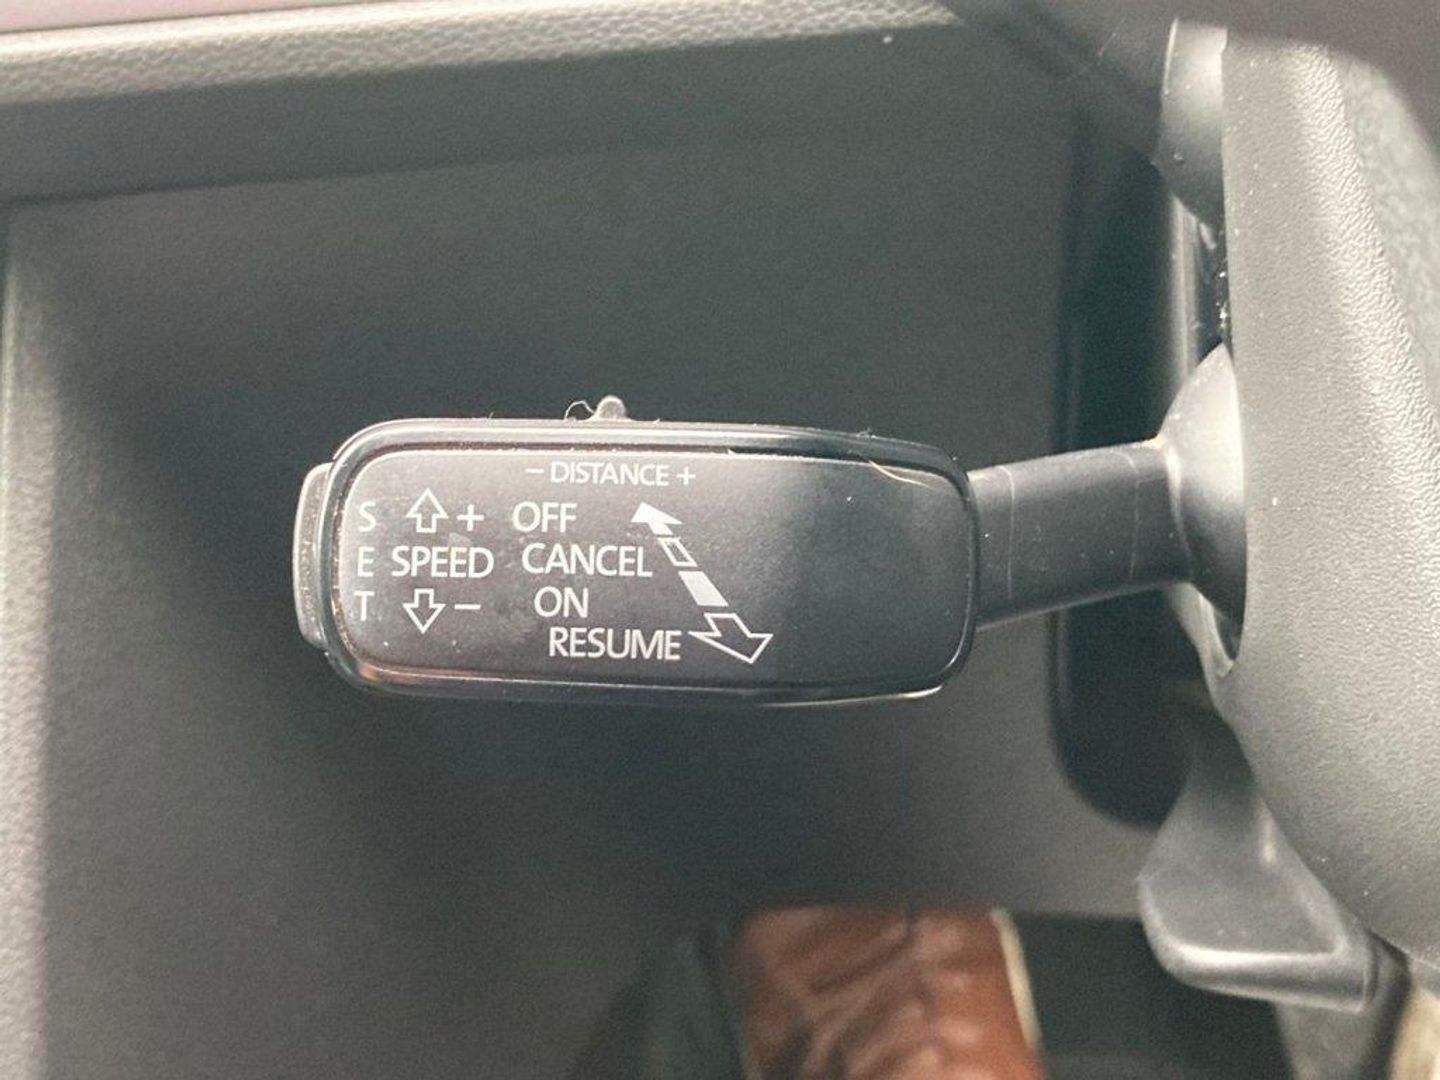 - DISTANCE +
S + OFF
E SPEED CANCEL
T - ON
RESUME